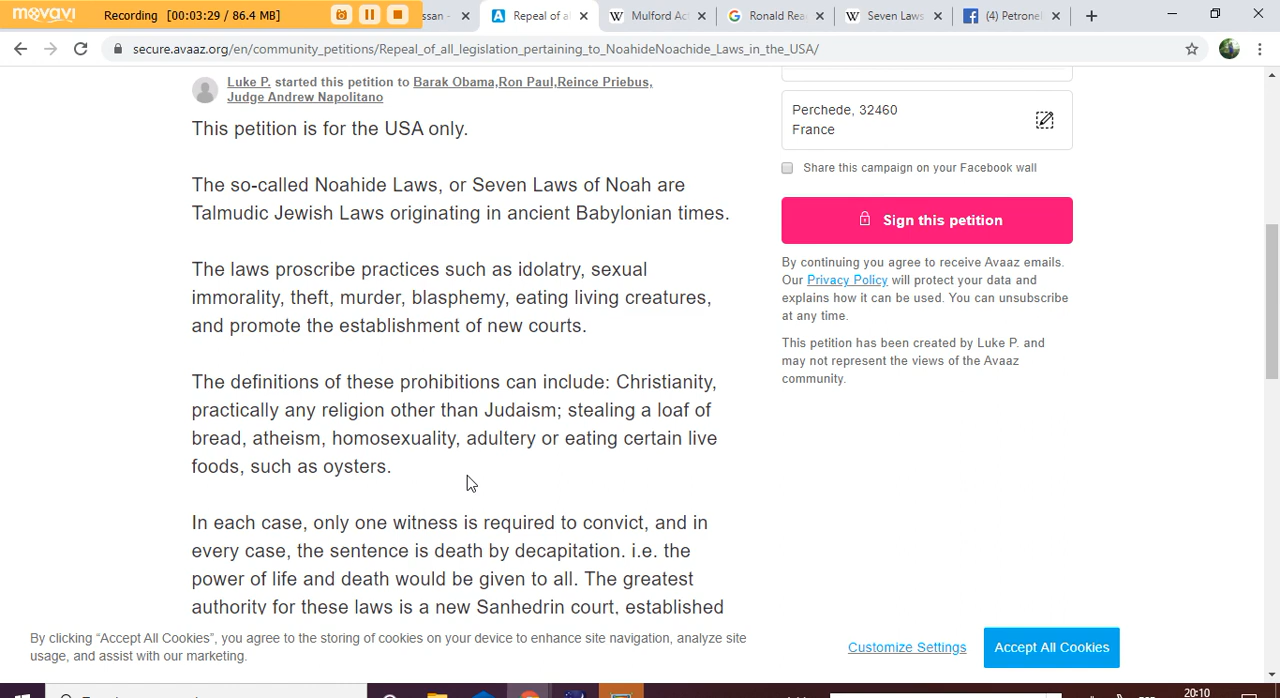 movavi
Recording [00:03:29 / 86.4 MB]
ssan -
Repeal of a
Mulford Ac
Ronald Rea
Seven Laws
(4) Petrone
secure.avaaz.org/en/community_petitions/Repeal_of_all_legislation_pertaining_to_NoahideNoachide_Laws_in_the_USA/
Luke P. started this petition to Barak Obama,Ron Paul,Reince Priebus,
Judge Andrew Napolitano
This petition is for the USA only.
The so-called Noahide Laws, or Seven Laws of Noah are
Talmudic Jewish Laws originating in ancient Babylonian times.
The laws proscribe practices such as idolatry, sexual
immorality, theft, murder, blasphemy, eating living creatures,
and promote the establishment of new courts.
The definitions of these prohibitions can include: Christianity,
practically any religion other than Judaism; stealing a loaf of
bread, atheism, homosexuality, adultery or eating certain live
foods, such as oysters.
In each case, only one witness is required to convict, and in
every case, the sentence is death by decapitation. i.e. the
power of life and death would be given to all. The greatest
authority for these laws is a new Sanhedrin court, established
Perchede, 32460
France
Share this campaign on your Facebook wall
Sign this petition
By continuing you agree to receive Avaaz emails.
Our Privacy Policy will protect your data and
explains how it can be used. You can unsubscribe
at any time.
This petition has been created by Luke P. and
may not represent the views of the Avaaz
community.
By clicking “Accept All Cookies”, you agree to the storing of cookies on your device to enhance site navigation, analyze site
usage, and assist with our marketing.
Customize Settings
Accept All Cookies
20:10